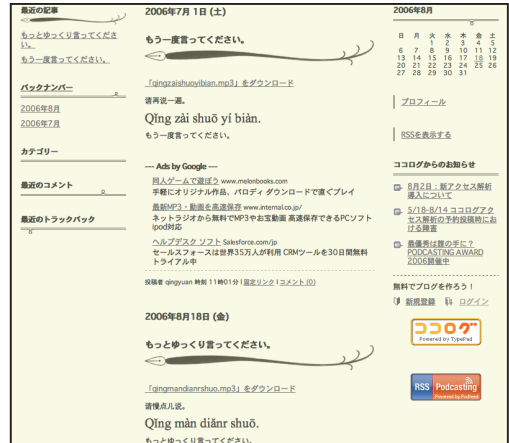 最近の記事
もっとゆっくり言ってくださ
い。
もう一度言ってください。
バックナンバー
2006年8月
2006年7月
カテゴリー
最近のコメント
最近のトラックバック
2006年7月 1日 (土)
もう一度言ってください。
「qingzaishuoyibian.mp3」をダウンロード
请再说一遍。
Qǐng zài shuō yí biàn.
もう一度言ってください。
--- Ads by Google ---
同人ゲームで遊ぼう www.melonbooks.com
手軽にオリジナル作品、パロディ ダウンロードで直ぐプレイ
最新MP3・動画を高速保存 www.internal.co.jp/
ネットラジオから無料でMP3やお宝動画 高速保存できるPCソフト
ipod対応
ヘルプデスク ソフト Salesforce.com/jp
セールスフォースは世界35万人が利用 CRMツールを30日間無料
トライアル中
投稿者 qingyuan 時刻 11時01分 | 固定リンク | コメント (0)
2006年8月18日 (金)
もっとゆっくり言ってください。
「qingmandianrshuo.mp3」をダウンロード
请慢点儿说。
Qǐng màn diǎnr shuō.
もっとゆっくり言ってください。
2006年8月
日 月 火 水 木 金 土
1 2 3 4 5
6 7 8 9 10 11 12
13 14 15 16 17 18 19
20 21 22 23 24 25 26
27 28 29 30 31
プロフィール
RSSを表示する
ココログからのお知らせ
8月2日：新アクセス解析
導入について
5/18-8/14 ココログアク
セス解析の予約投稿時にお
ける障害
最優秀は誰の手に？
PODCASTING AWARD
2006開催中
無料でブログを作ろう！
新規登録 ログイン
ココログ
Powered by TypePad
RSS Podcasting
Powered by Podfeed